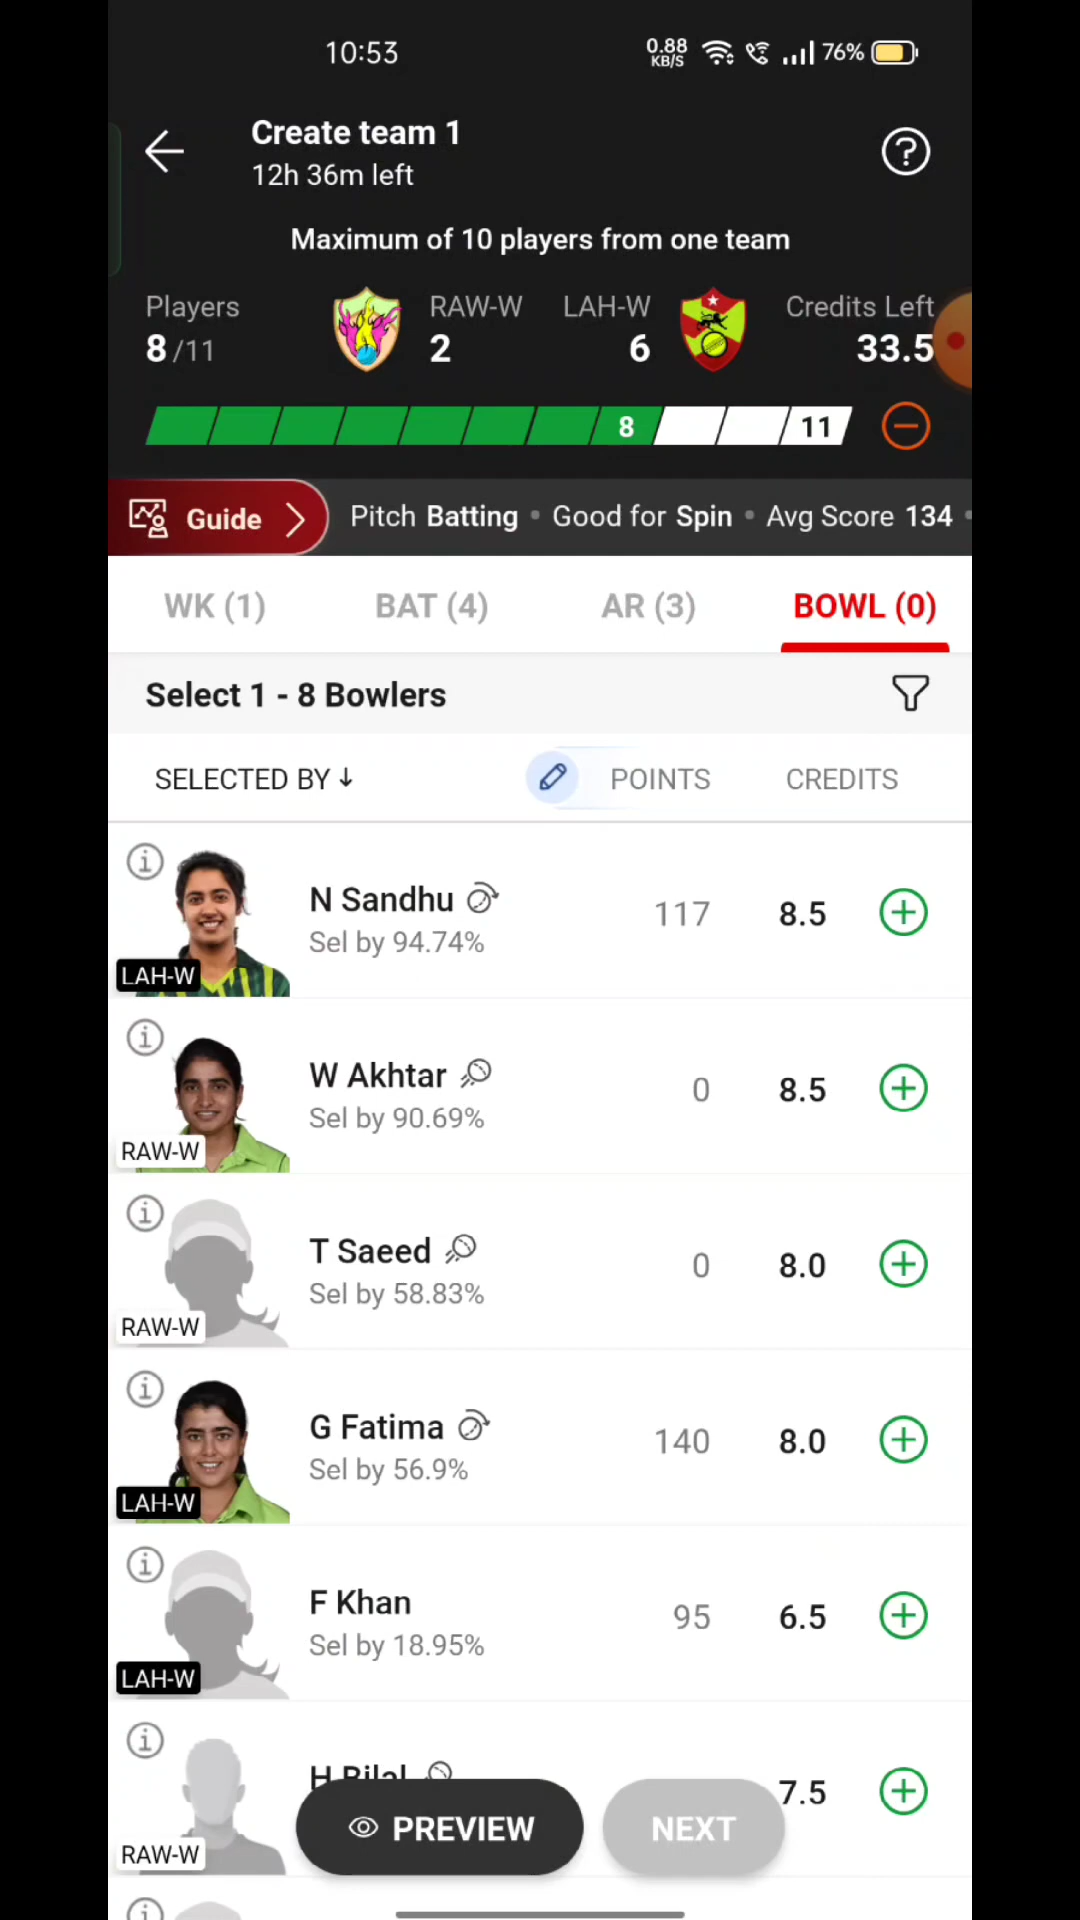 10:53
0.88
KB/S
76%
Create team 1
12h 36m left
Maximum of 10 players from one team
Players
8/11
RAW-W
2
LAH-W
6
Credits Left
33.5
8
11
Guide
Pitch Batting • Good for Spin • Avg Score 134
WK (1)
BAT (4)
AR (3)
BOWL (0)
Select 1 - 8 Bowlers
SELECTED BY ↓
POINTS
CREDITS
N Sandhu
Sel by 94.74%
LAH-W
117
8.5
W Akhtar
Sel by 90.69%
RAW-W
0
8.5
T Saeed
Sel by 58.83%
RAW-W
0
8.0
G Fatima
Sel by 56.9%
LAH-W
140
8.0
F Khan
Sel by 18.95%
LAH-W
95
6.5
H Bilal
RAW-W
7.5
PREVIEW
NEXT